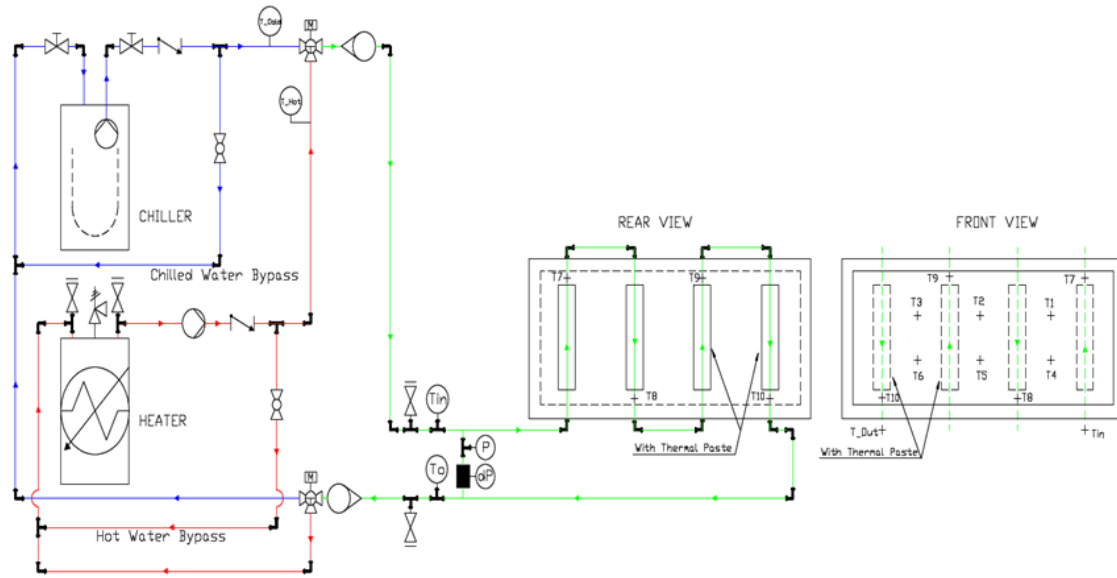 T_Cold
M
T_Hot
CHILLER
Chilled Water Bypass
HEATER
Hot Water Bypass
M
Tin
P
dP
To
REAR VIEW
T7
T9
T8
T10
With Thermal Paste
FRONT VIEW
T9
T7
T3
T2
T1
T6
T5
T4
T10
T8
T_Out
Tin
With Thermal Paste